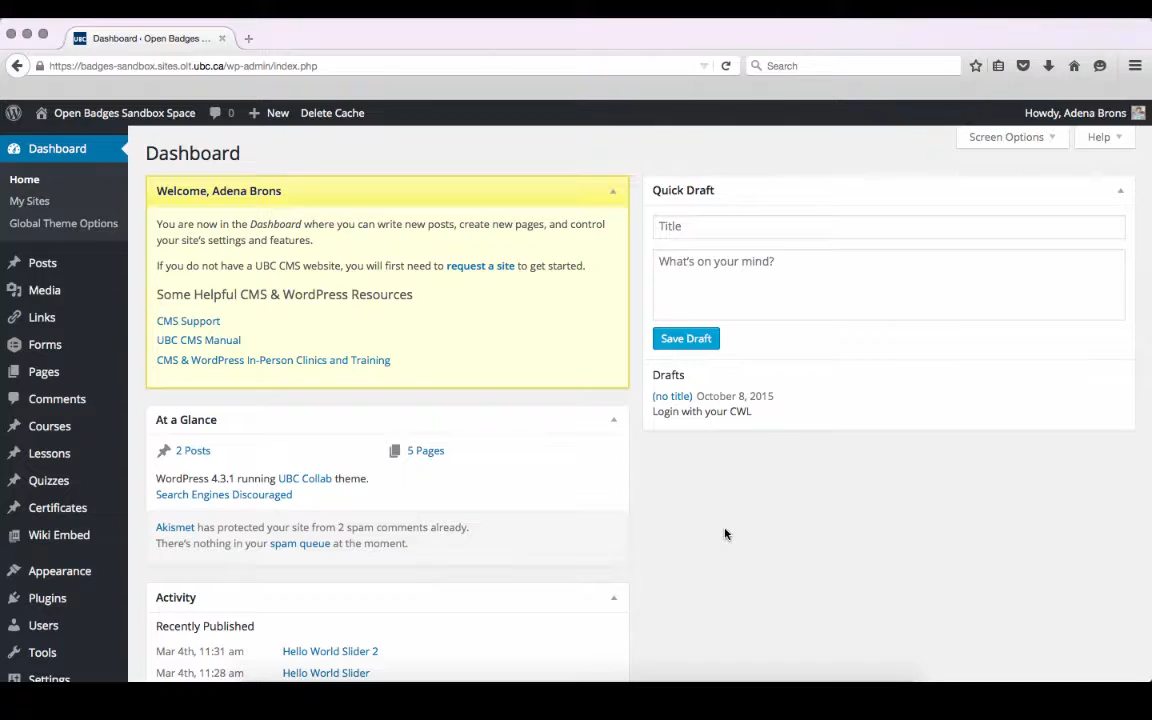 UBC Dashboard ‹ Open Badges ...
https://badges-sandbox.sites.olt.ubc.ca/wp-admin/index.php
Search
Open Badges Sandbox Space 0 New Delete Cache Howdy, Adena Brons
Dashboard
Home
My Sites
Global Theme Options
Posts
Media
Links
Forms
Pages
Comments
Courses
Lessons
Quizzes
Certificates
Wiki Embed
Appearance
Plugins
Users
Tools
Settings
Screen Options Help
Dashboard
Welcome, Adena Brons
You are now in the Dashboard where you can write new posts, create new pages, and control
your site's settings and features.
If you do not have a UBC CMS website, you will first need to request a site to get started.
Some Helpful CMS & WordPress Resources
CMS Support
UBC CMS Manual
CMS & WordPress In-Person Clinics and Training
At a Glance
2 Posts 5 Pages
WordPress 4.3.1 running UBC Collab theme.
Search Engines Discouraged
Akismet has protected your site from 2 spam comments already.
There's nothing in your spam queue at the moment.
Activity
Recently Published
Mar 4th, 11:31 am Hello World Slider 2
Mar 4th, 11:28 am Hello World Slider
Quick Draft
Title
What's on your mind?
Save Draft
Drafts
(no title) October 8, 2015
Login with your CWL